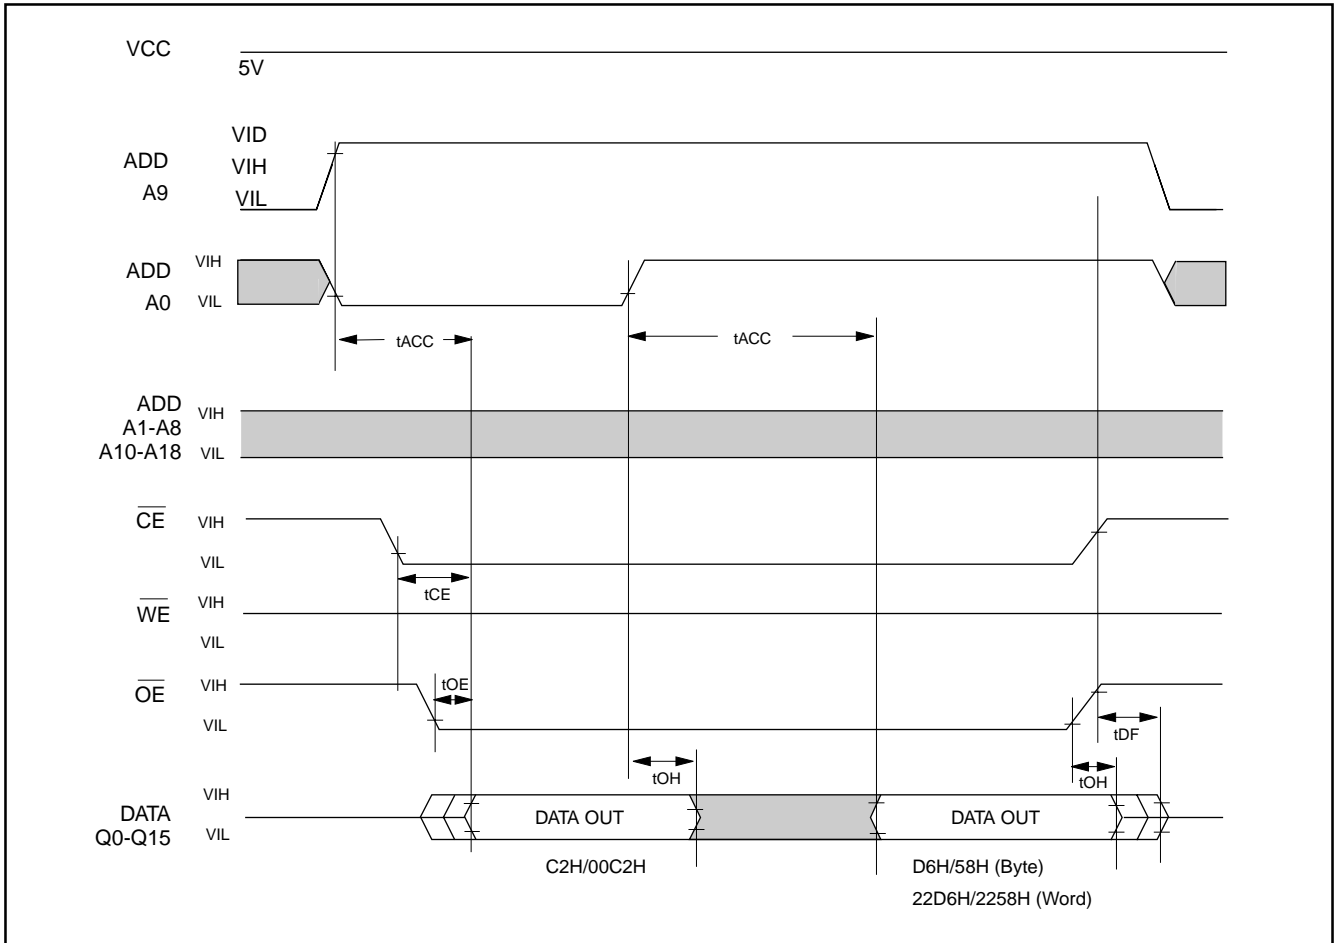 VCC
5V
VID
ADD
VIH
A9
VIL
VIH
ADD
A0
VIL
tACC
tACC
ADD
VIH
A1-A8
A10-A18
VIL
CE
VIH
VIL
tCE
VIH
WE
VIL
tOE
VIH
OE
VIL
tDF
tOH
tOH
VIH
DATA
DATA OUT
DATA OUT
VIL
Q0-Q15
C2H/00C2H
D6H/58H (Byte)
22D6H/2258H (Word)